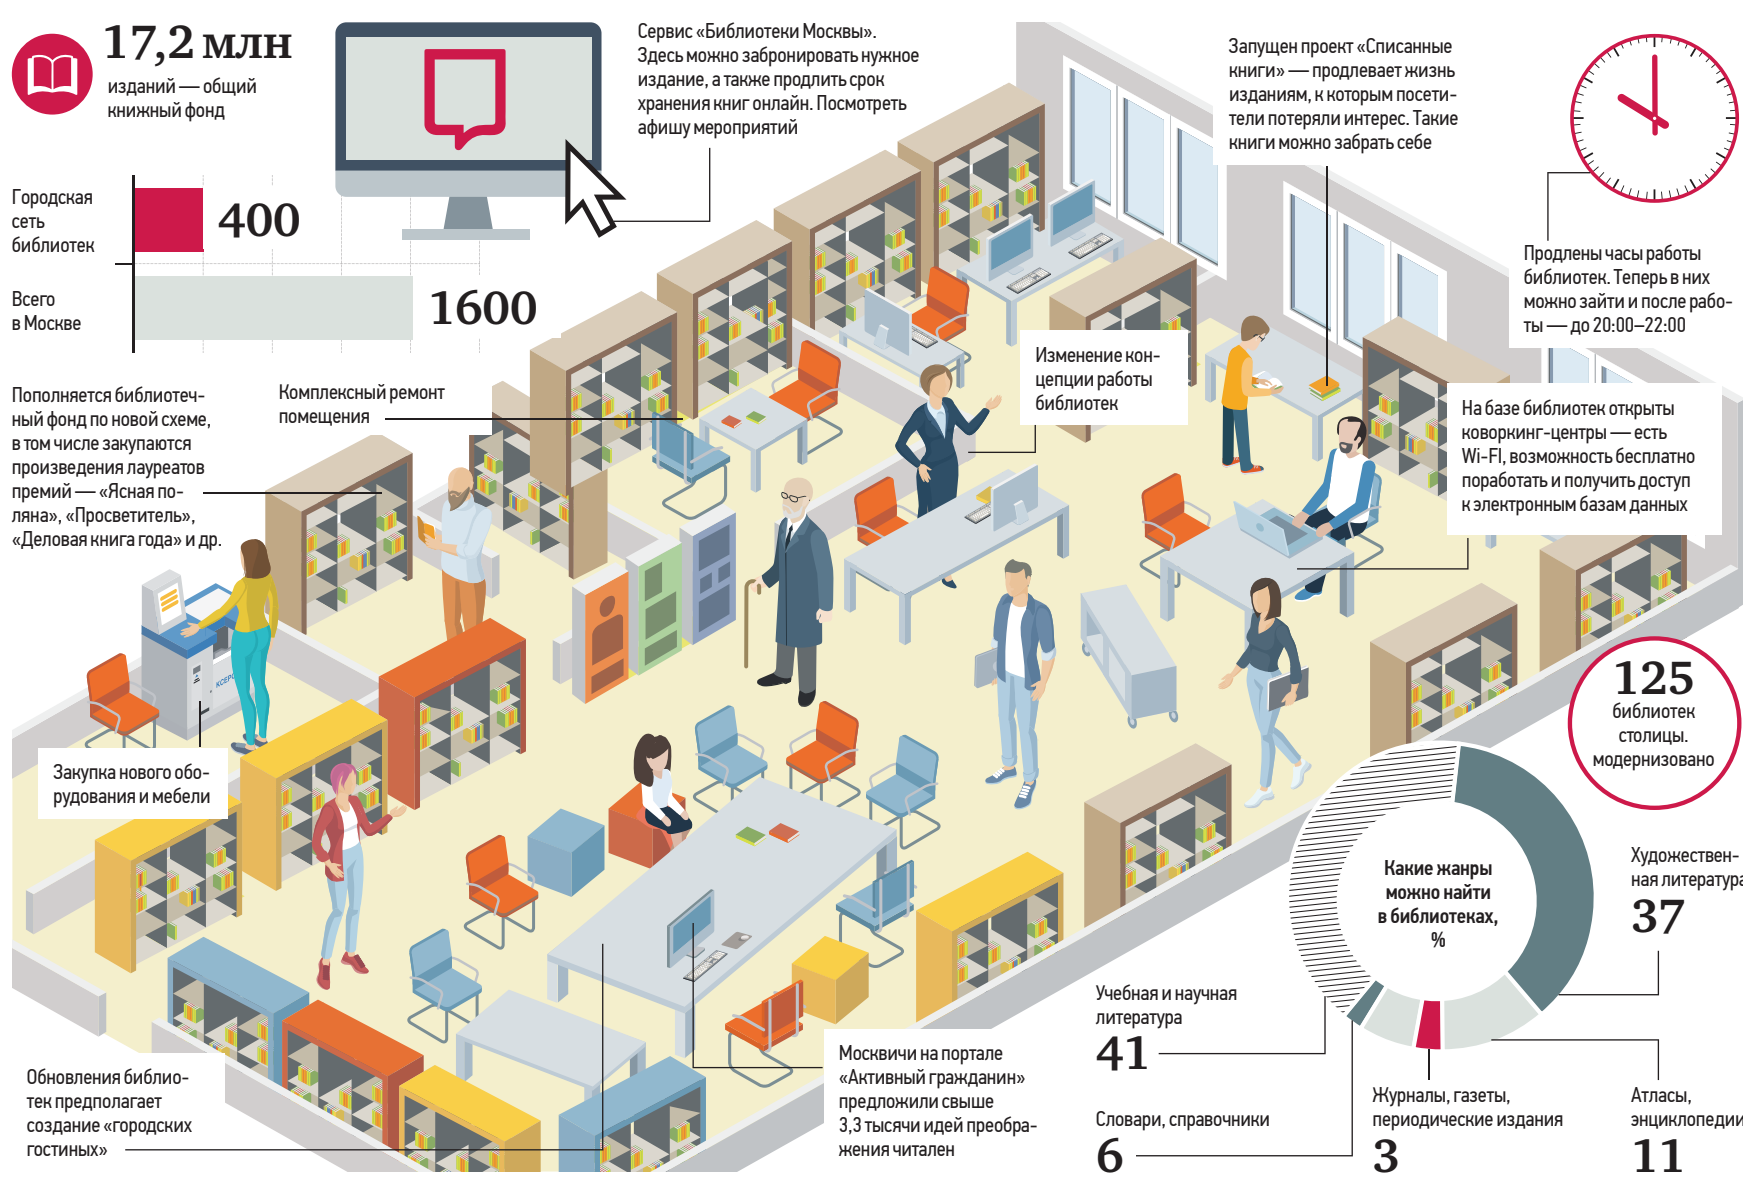 17,2 млн
изданий — общий
книжный фонд
Городская
сеть
библиотек
400
Всего
в Москве
1600
Сервис «Библиотеки Москвы».
Здесь можно забронировать нужное
издание, а также продлить срок
хранения книг онлайн. Посмотреть
афишу мероприятий
Запущен проект «Списанные
книги» — продлевает жизнь
изданиям, к которым посети-
тели потеряли интерес. Такие
книги можно забрать себе
Продлены часы работы
библиотек. Теперь в них
можно зайти и после рабо-
ты — до 20:00–22:00
Пополняется библиотеч-
ный фонд по новой схеме,
в том числе закупаются
произведения лауреатов
премий — «Ясная по-
ляна», «Просветитель»,
«Деловая книга года» и др.
Комплексный ремонт
помещения
Изменение кон-
цепции работы
библиотек
На базе библиотек открыты
коворкинг-центры — есть
Wi-FI, возможность бесплатно
поработать и получить доступ
к электронным базам данных
КСЕРО
Закупка нового обо-
рудования и мебели
125
библиотек
столицы.
модернизовано
Какие жанры
можно найти
в библиотеках,
%
Художествен-
ная литература
37
Учебная и научная
литература
41
Словари, справочники
6
Журналы, газеты,
периодические издания
3
Атласы,
энциклопедии
11
Москвичи на портале
«Активный гражданин»
предложили свыше
3,3 тысячи идей преобра-
жения читален
Обновления библио-
тек предполагает
создание «городских
гостиных»